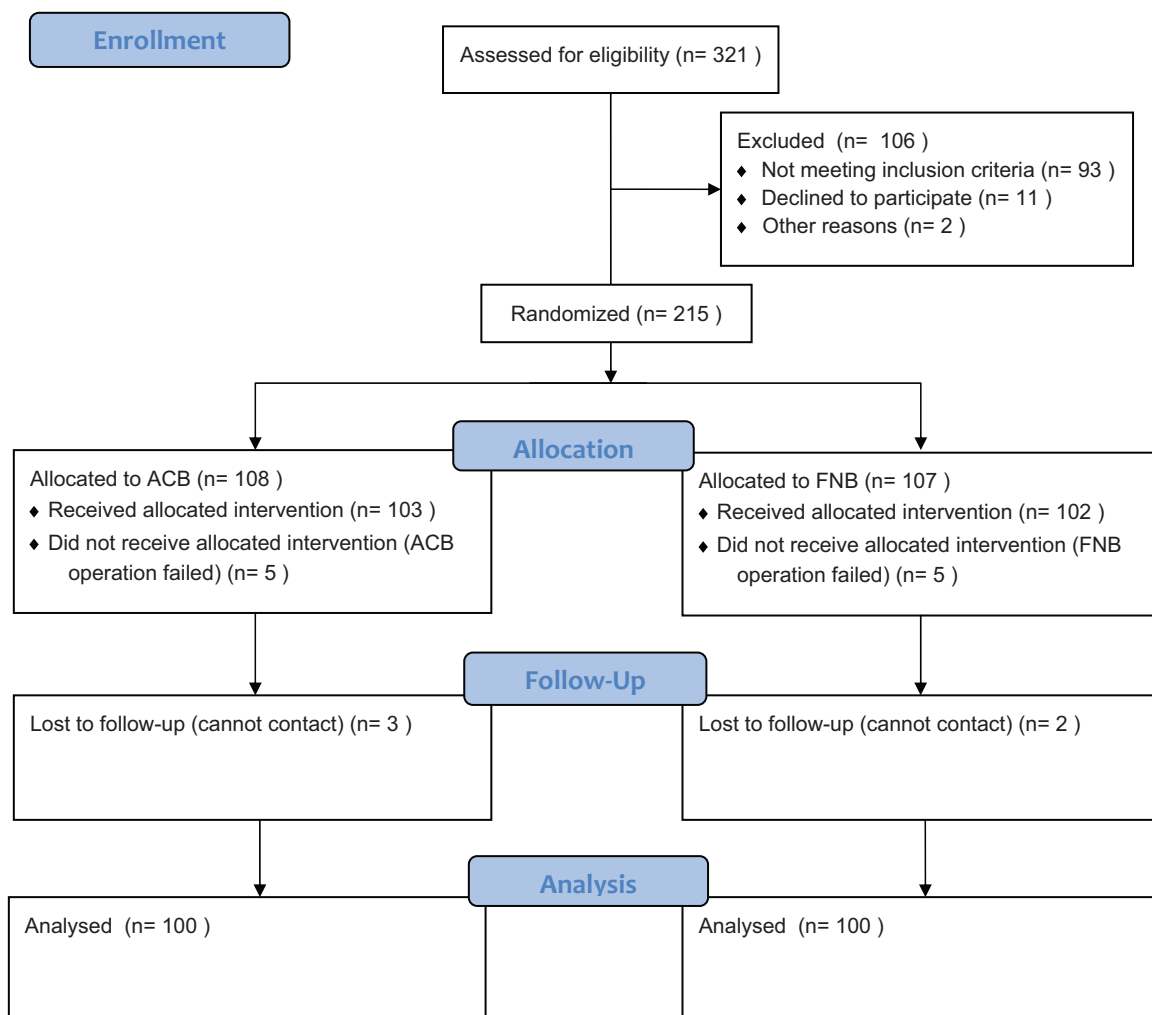 Enrollment
Assessed for eligibility (n= 321 )
Excluded (n= 106 )
♦ Not meeting inclusion criteria (n= 93 )
♦ Declined to participate (n= 11 )
♦ Other reasons (n= 2 )
Randomized (n= 215 )
Allocation
Allocated to ACB (n= 108 )
♦ Received allocated intervention (n= 103 )
♦ Did not receive allocated intervention (ACB
operation failed) (n= 5 )
Allocated to FNB (n= 107 )
♦ Received allocated intervention (n= 102 )
♦ Did not receive allocated intervention (FNB
operation failed) (n= 5 )
Follow-Up
Lost to follow-up (cannot contact) (n= 3 )
Lost to follow-up (cannot contact) (n= 2 )
Analysis
Analysed (n= 100 )
Analysed (n= 100 )